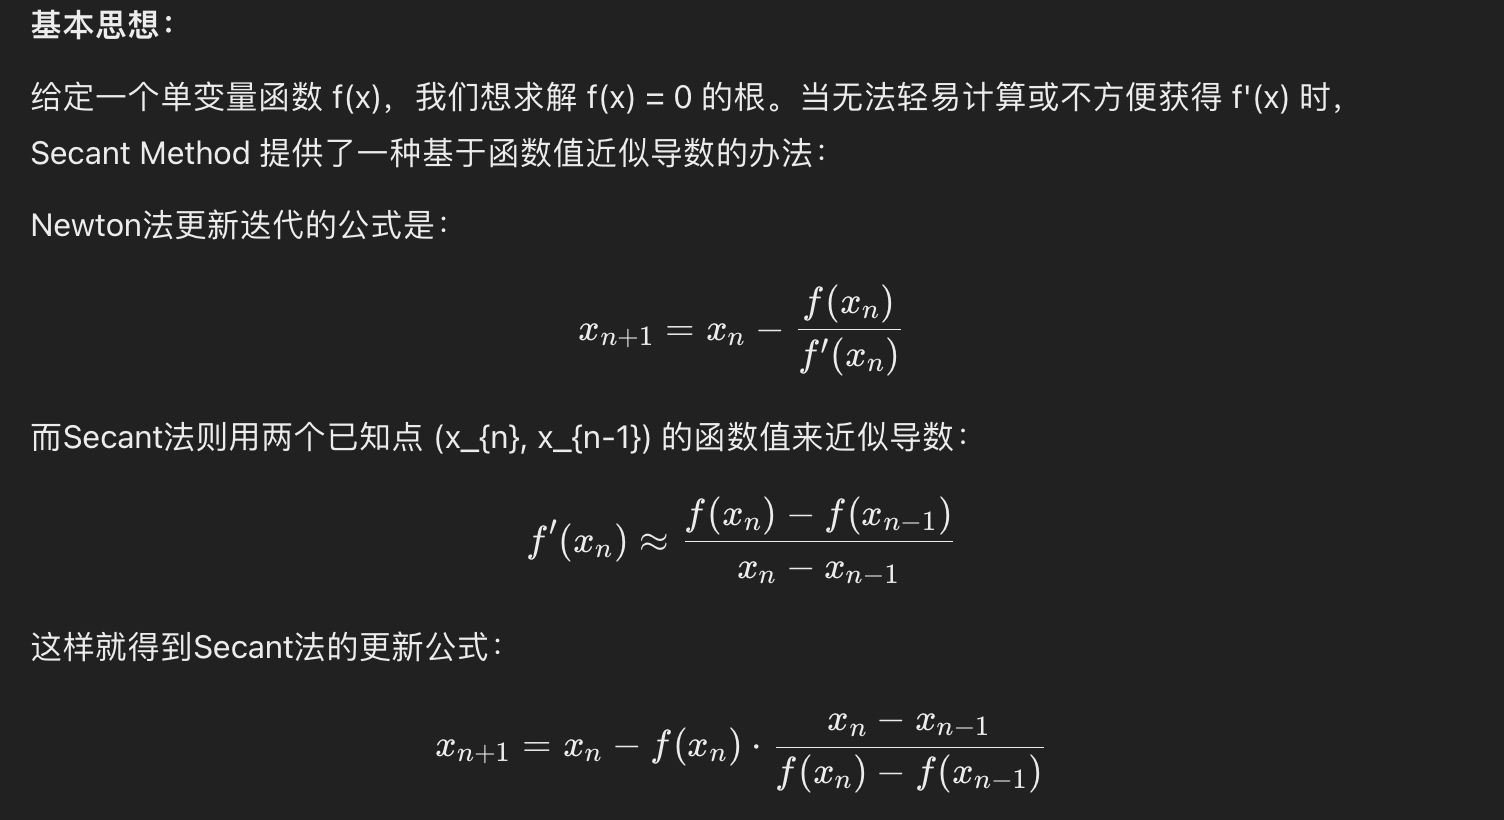 基本思想：
给定一个单变量函数 f(x)，我们想求解 f(x) = 0 的根。当无法轻易计算或不方便获得 f'(x) 时，
Secant Method 提供了一种基于函数值近似导数的办法：
Newton法更新迭代的公式是：
x_{n+1} = x_n − \frac{f(x_n)}{f′(x_n)}
而Secant法则用两个已知点 (x_{n}, x_{n-1}) 的函数值来近似导数：
f′(x_n) ≈ \frac{f(x_n) − f(x_{n−1})}{x_n − x_{n−1}}
这样就得到Secant法的更新公式：
x_{n+1} = x_n − f(x_n) · \frac{x_n − x_{n−1}}{f(x_n) − f(x_{n−1})}